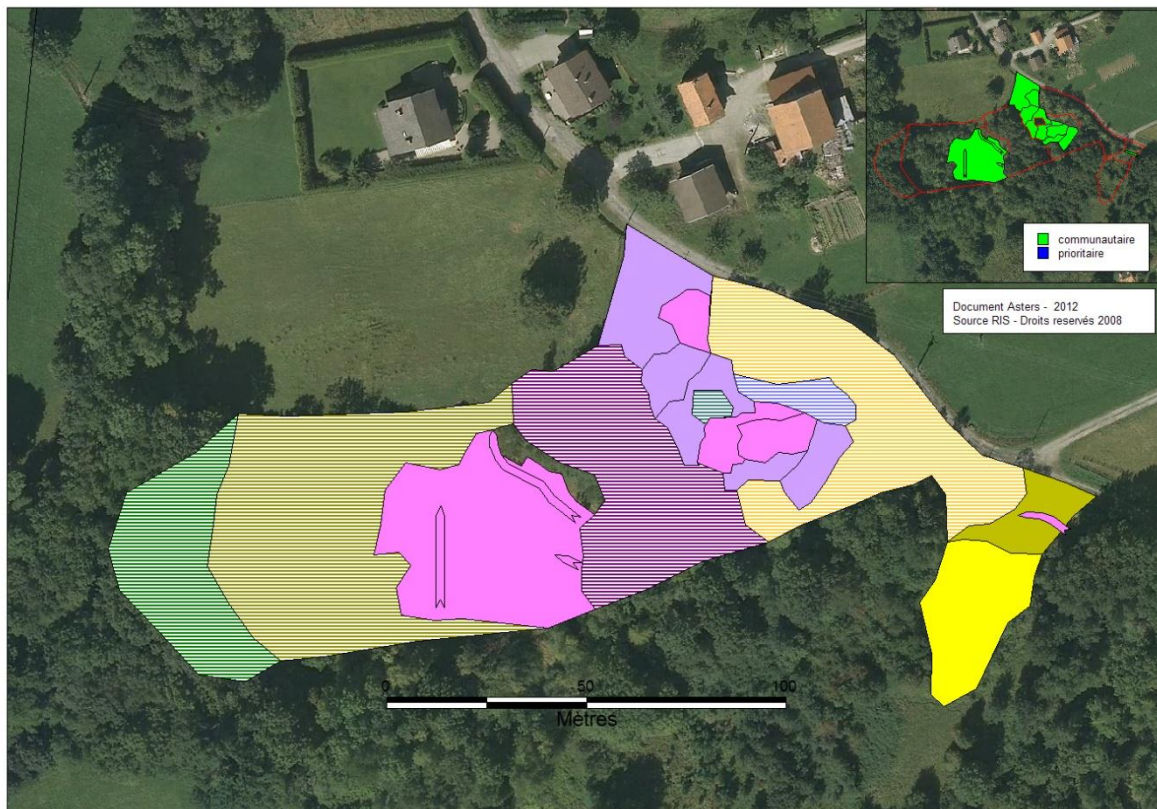 communautaire
prioritaire
Document Asters - 2012
Source RIS - Droits reservés 2008
0 50 100
Mètres